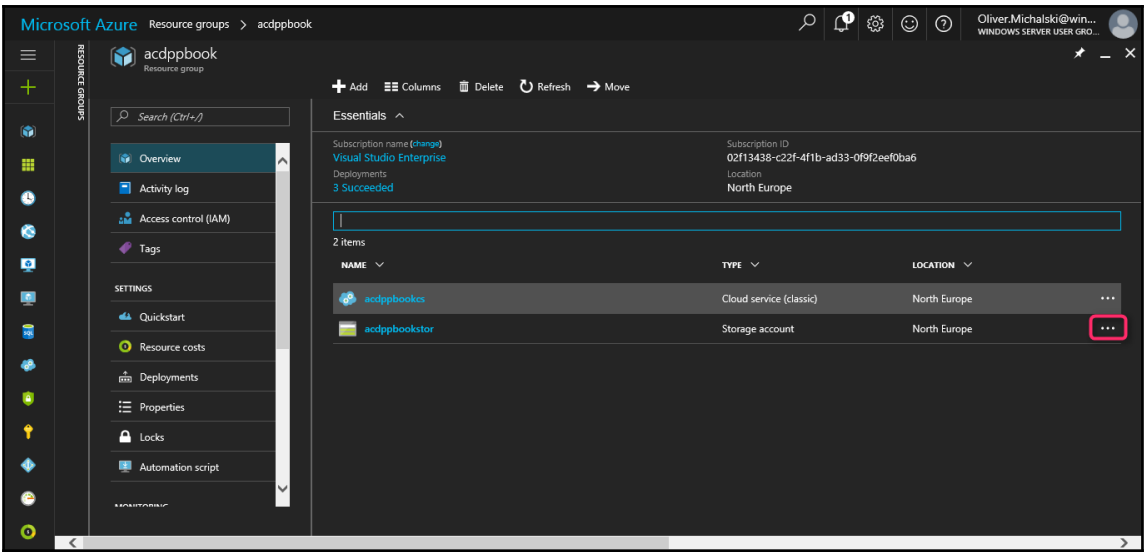 Microsoft Azure Resource groups > acdppbook
Oliver.Michalski@win...
WINDOWS SERVER USER GRO...
RESOURCE GROUPS
acdppbook
Resource group
Add Columns Delete Refresh Move
Search (Ctrl+/)
Overview
Activity log
Access control (IAM)
Tags
SETTINGS
Quickstart
Resource costs
Deployments
Properties
Locks
Automation script
MONITORING
Essentials
Subscription name (change)
Visual Studio Enterprise
Deployments
3 Succeeded
Subscription ID
02f13438-c22f-4f1b-ad33-0f9f2eef0ba6
Location
North Europe
2 items
NAME TYPE LOCATION
acdppbookcs Cloud service (classic) North Europe ...
acdppbookstor Storage account North Europe ...